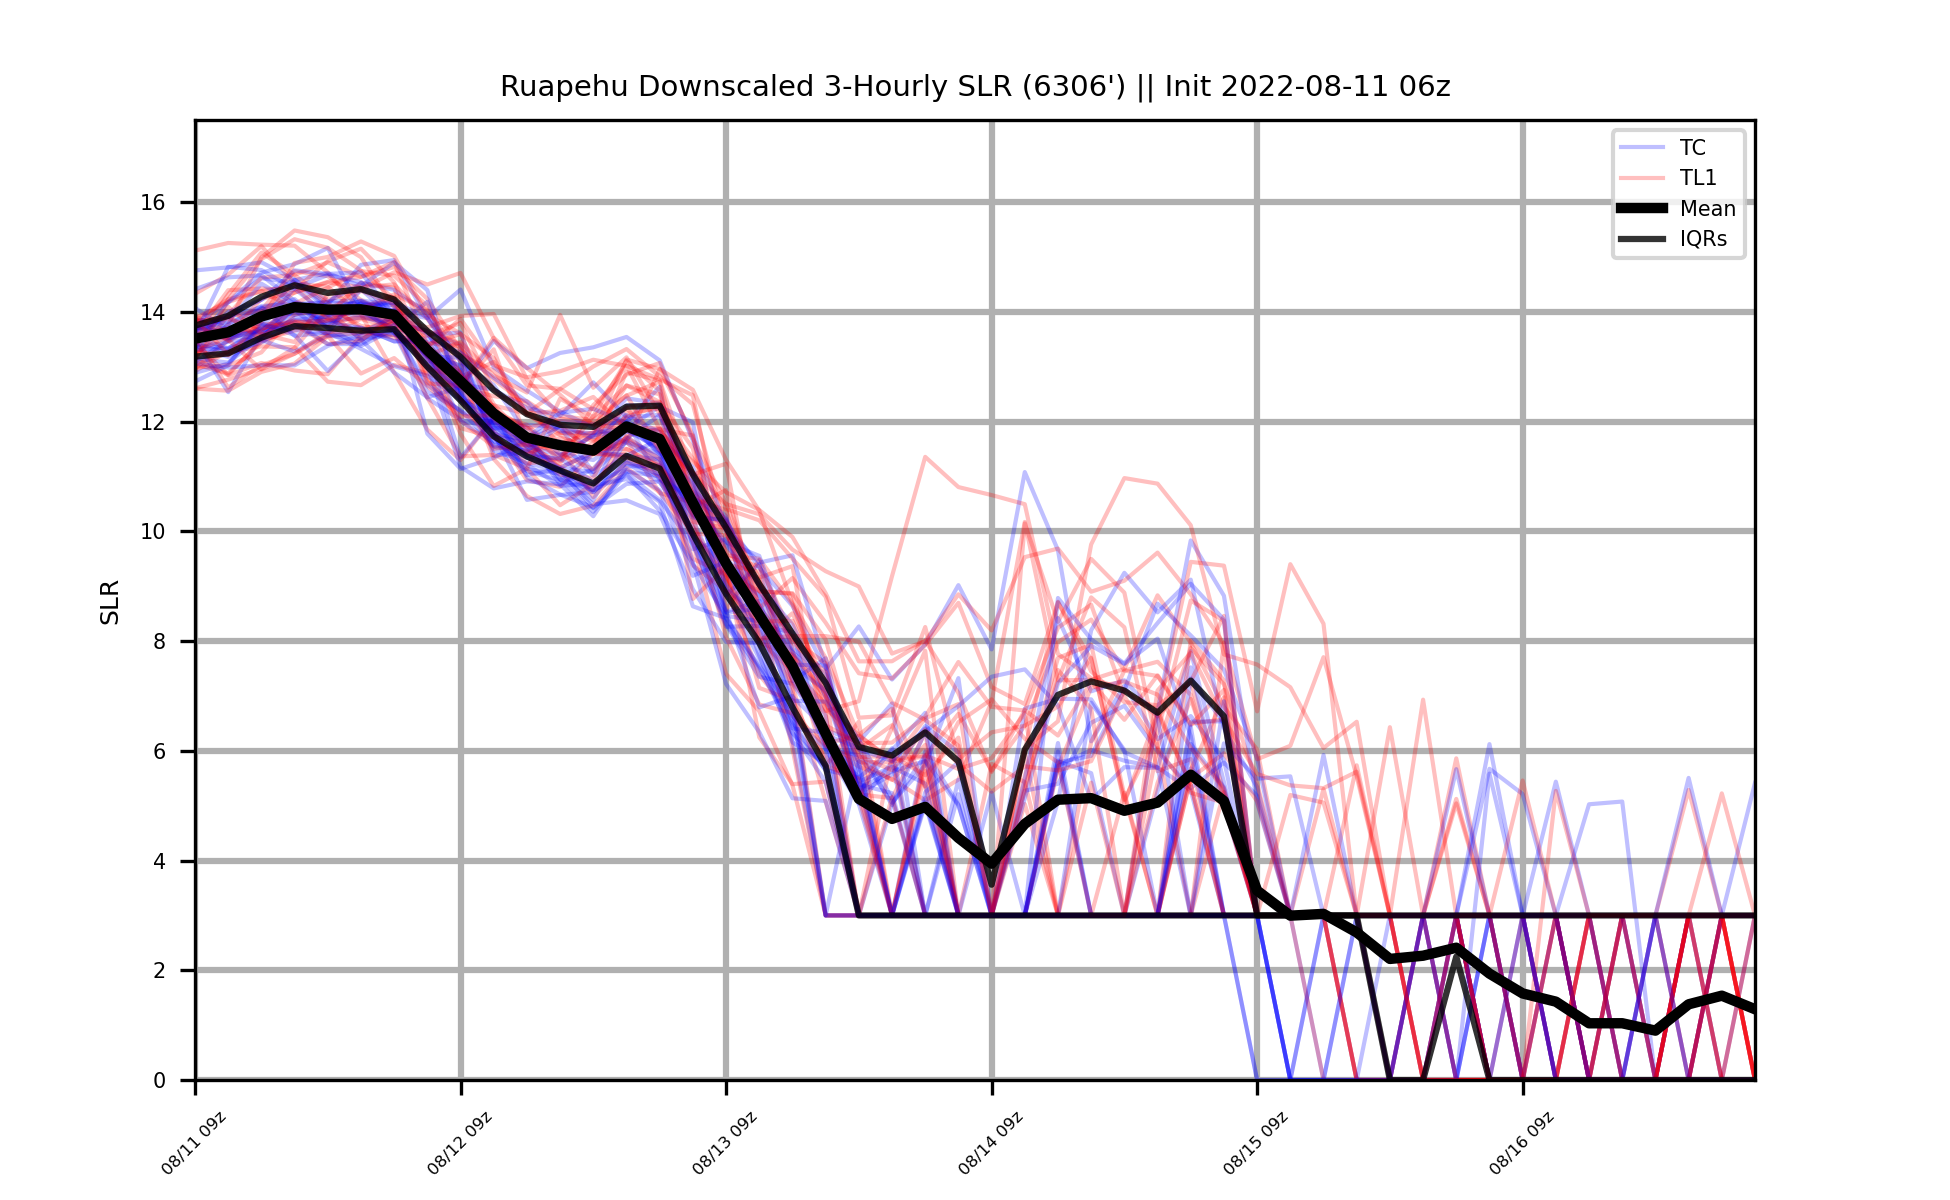 Ruapehu Downscaled 3-Hourly SLR (6306') || Init 2022-08-11 06z
TC
TL1
Mean
IQRs
SLR
16
14
12
10
8
6
4
2
0
08/11 09z
08/12 09z
08/13 09z
08/14 09z
08/15 09z
08/16 09z